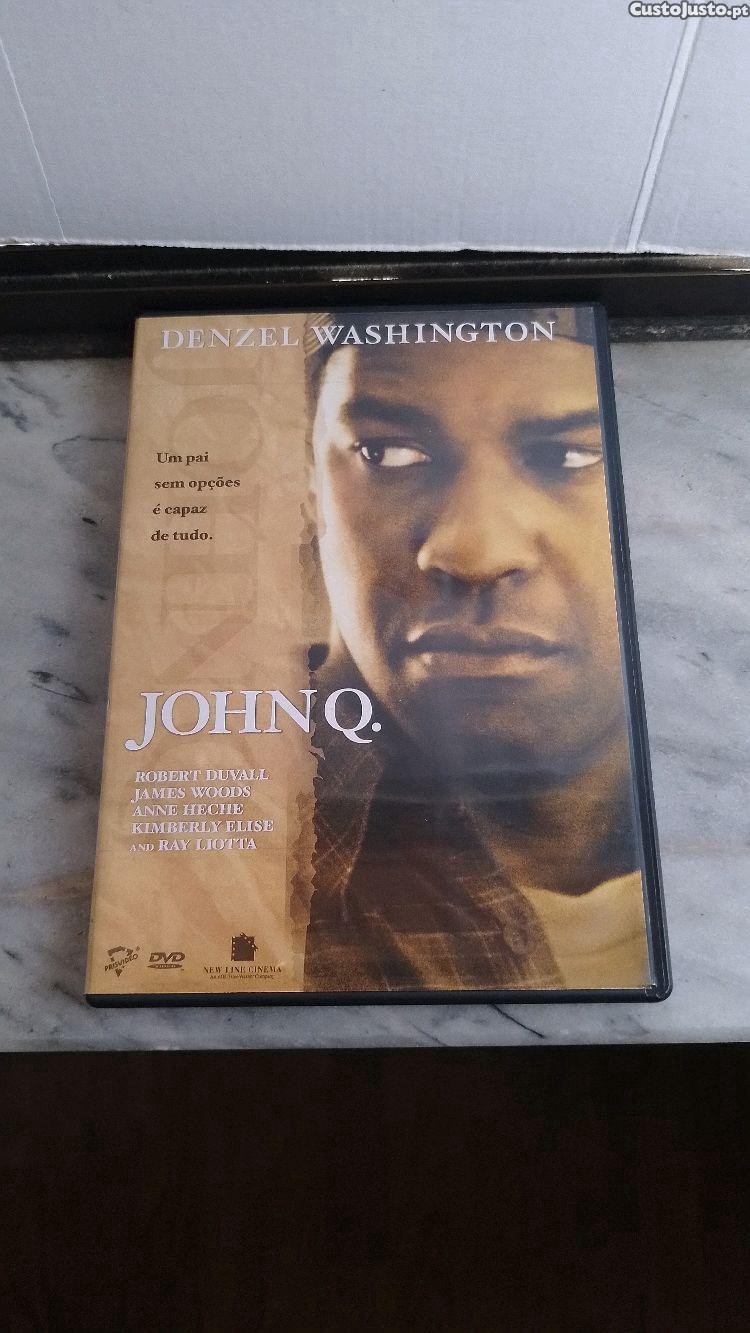 CustoJusto.pt
DENZEL WASHINGTON
Um pai
sem opções
é capaz
de tudo.
JOHN Q.
ROBERT DUVALL
JAMES WOODS
ANNE HECHE
KIMBERLY ELISE
AND RAY LIOTTA
PRISVIDEO
DVD
NEW LINE CINEMA